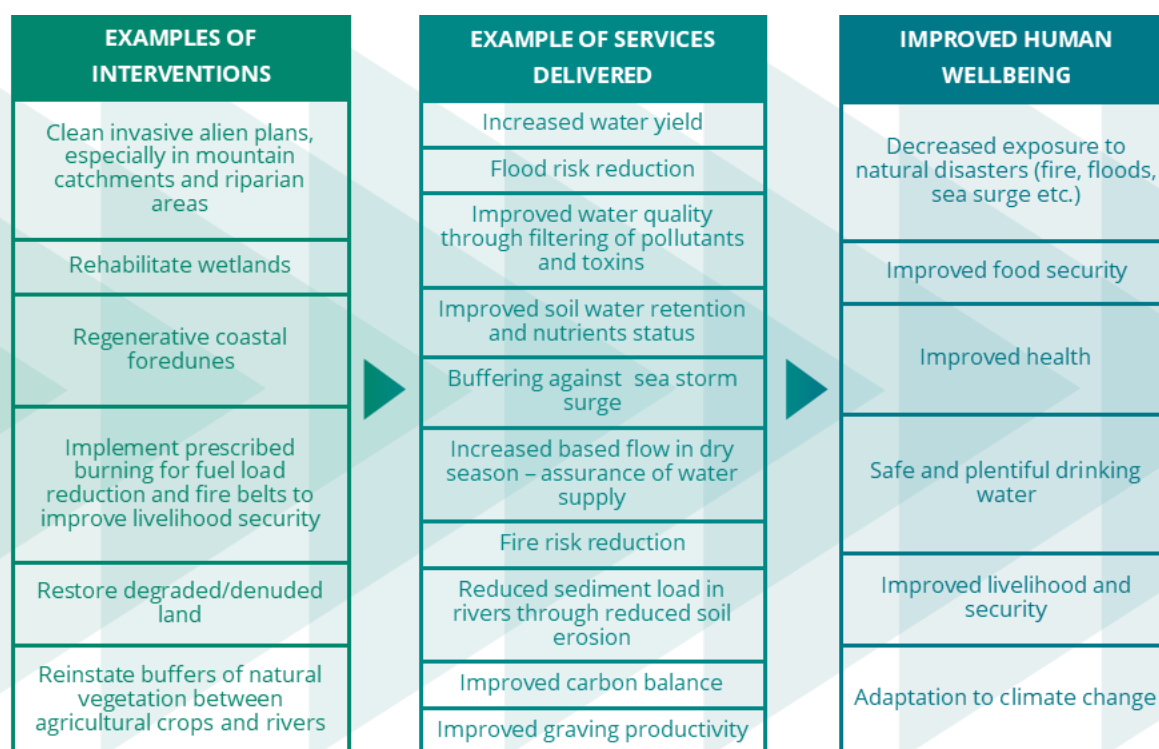 EXAMPLES OF
INTERVENTIONS
Clean invasive alien plans,
especially in mountain
catchments and riparian
areas
Rehabilitate wetlands
Regenerative coastal
foredunes
Implement prescribed
burning for fuel load
reduction and fire belts to
improve livelihood security
Restore degraded/denuded
land
Reinstate buffers of natural
vegetation between
agricultural crops and rivers
EXAMPLE OF SERVICES
DELIVERED
Increased water yield
Flood risk reduction
Improved water quality
through filtering of pollutants
and toxins
Improved soil water retention
and nutrients status
Buffering against sea storm
surge
Increased based flow in dry
season – assurance of water
supply
Fire risk reduction
Reduced sediment load in
rivers through reduced soil
erosion
Improved carbon balance
Improved graving productivity
IMPROVED HUMAN
WELLBEING
Decreased exposure to
natural disasters (fire, floods,
sea surge etc.)
Improved food security
Improved health
Safe and plentiful drinking
water
Improved livelihood and
security
Adaptation to climate change